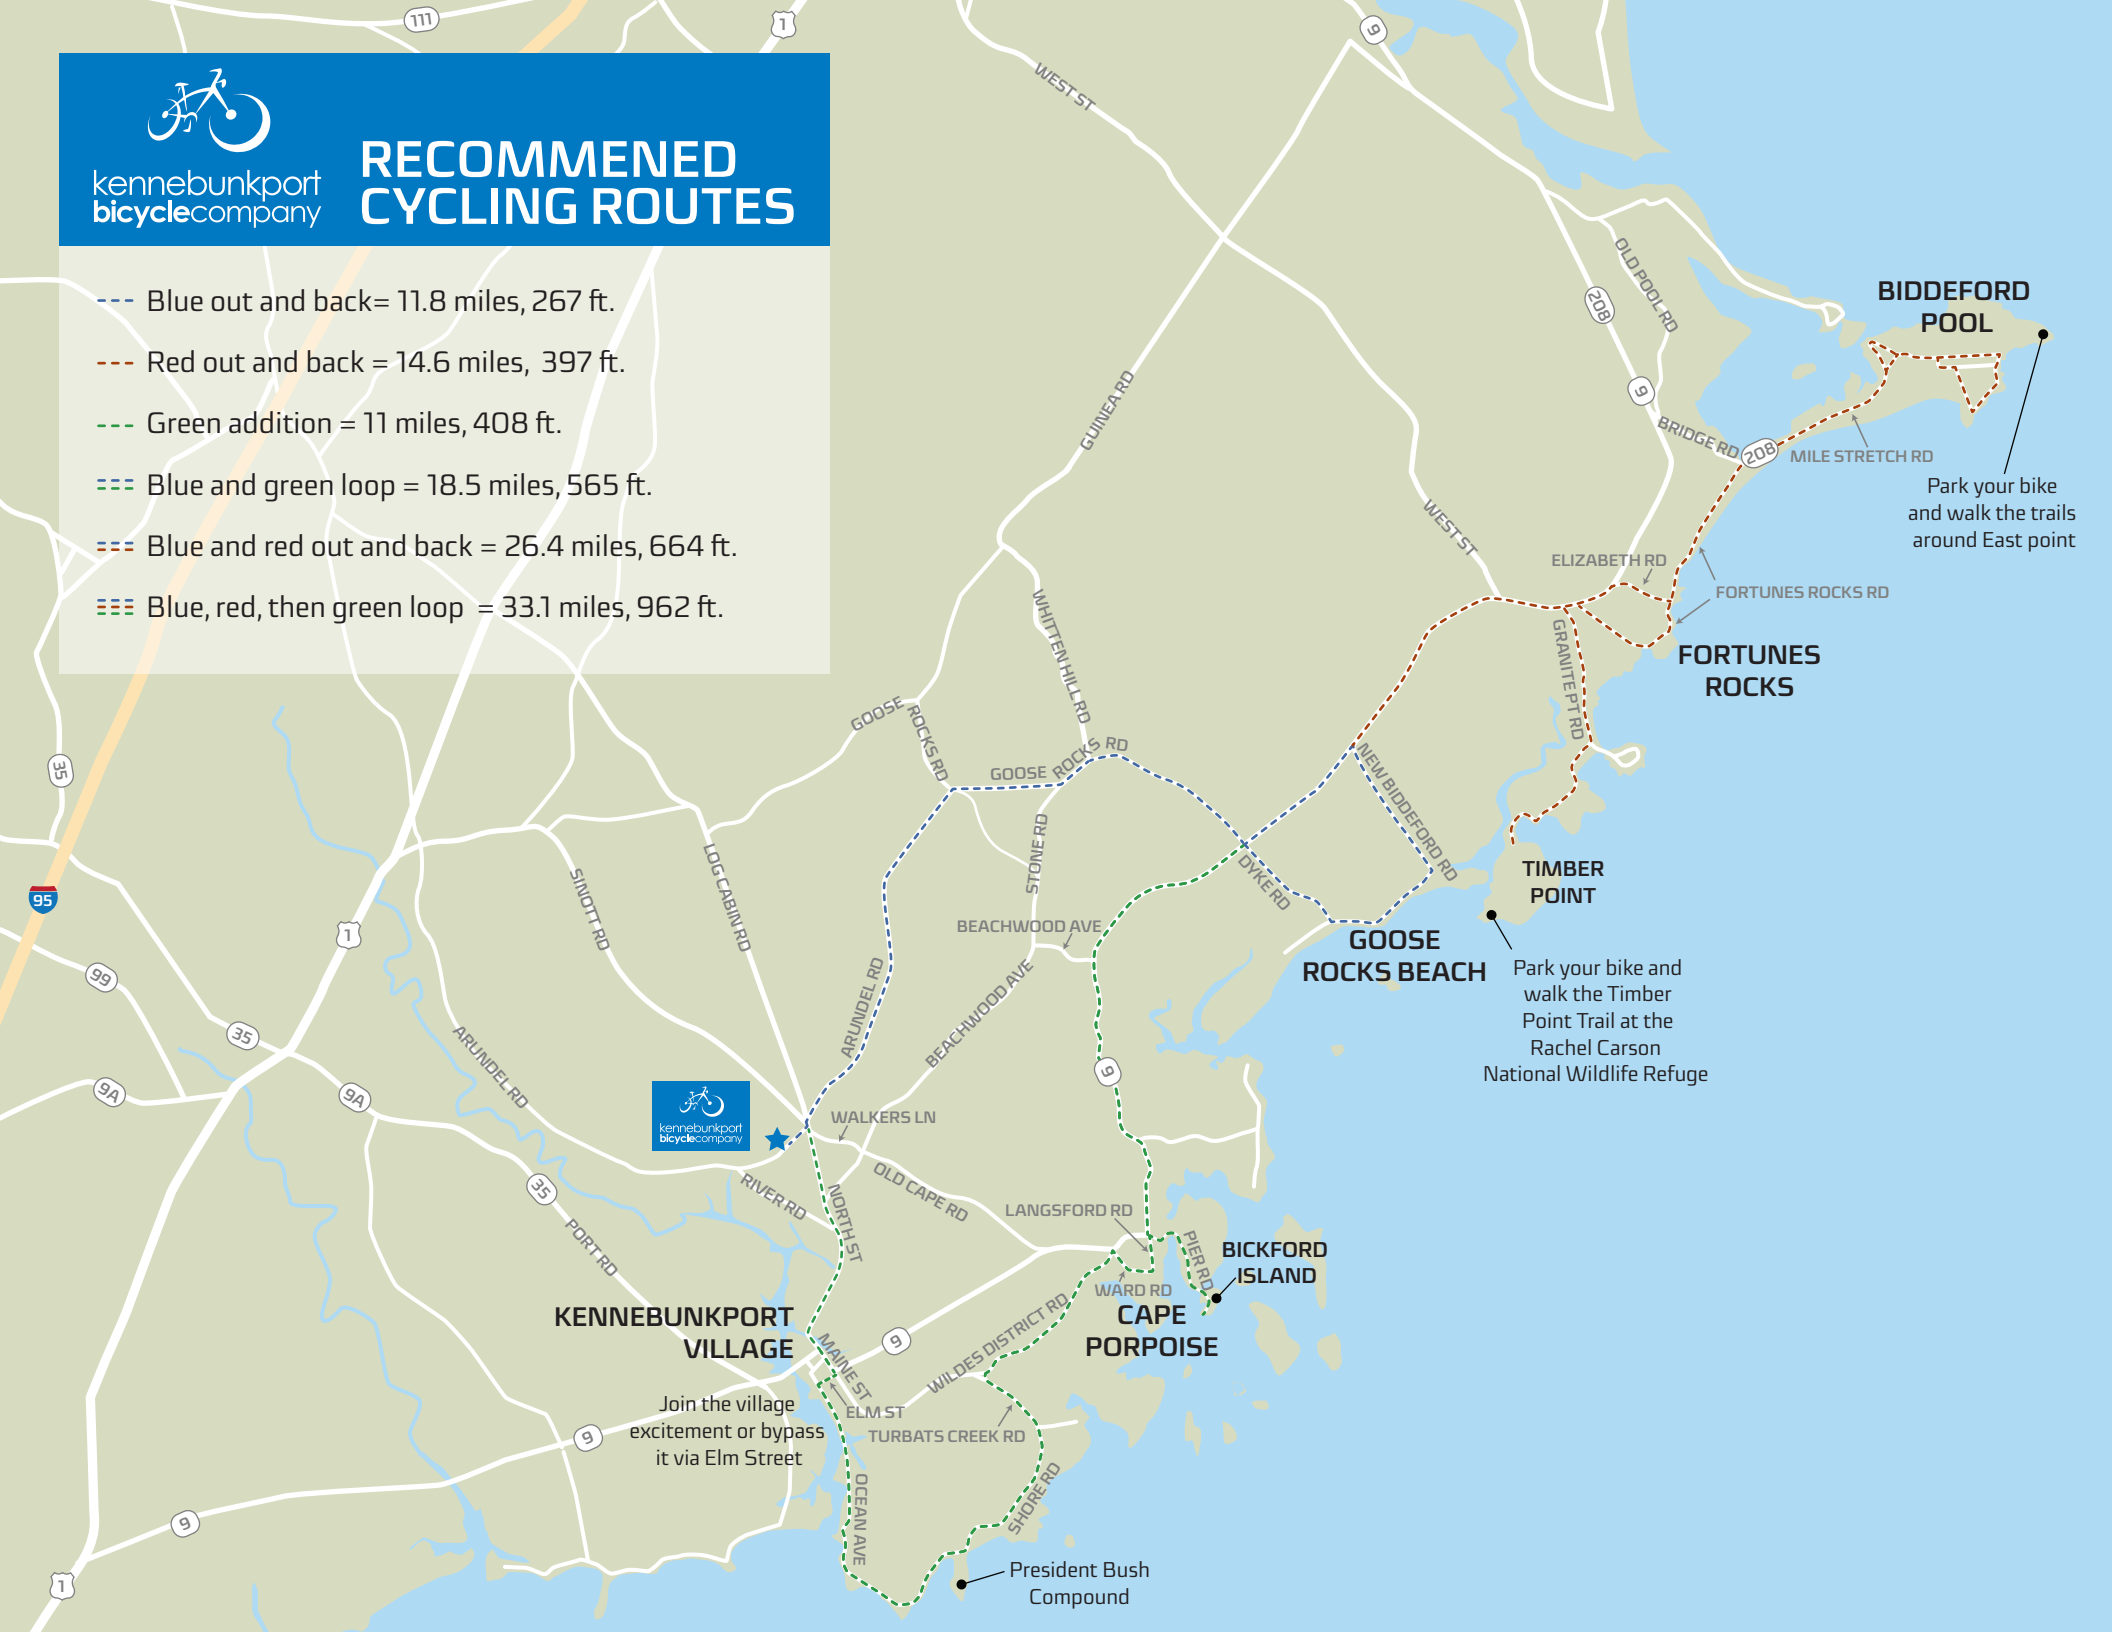 kennebunkport
bicyclecompany
RECOMMENED
CYCLING ROUTES
Blue out and back= 11.8 miles, 267 ft.
Red out and back = 14.6 miles, 397 ft.
Green addition = 11 miles, 408 ft.
Blue and green loop = 18.5 miles, 565 ft.
Blue and red out and back = 26.4 miles, 664 ft.
Blue, red, then green loop = 33.1 miles, 962 ft.
111
1
9
WEST ST
OLD POOL RD
208
9
BIDDEFORD
POOL
GUINEA RD
BRIDGE RD
208
MILE STRETCH RD
Park your bike
and walk the trails
around East point
WEST ST
ELIZABETH RD
FORTUNES ROCKS RD
FORTUNES
ROCKS
GRANITE PT RD
WHITTEN HILL RD
GOOSE
ROCKS RD
GOOSE ROCKS RD
NEW BIDDEFORD RD
STONE RD
DYKE RD
TIMBER
POINT
35
95
1
SINOTT RD
LOG CABIN RD
BEACHWOOD AVE
GOOSE
ROCKS BEACH
Park your bike and
walk the Timber
Point Trail at the
Rachel Carson
National Wildlife Refuge
99
35
ARUNDEL RD
BEACHWOOD AVE
ARUNDEL RD
9
9A
9A
kennebunkport
bicyclecompany
WALKERS LN
35
RIVER RD
OLD CAPE RD
NORTH ST
LANGSFORD RD
PIER RD
BICKFORD
ISLAND
PORT RD
WARD RD
CAPE
PORPOISE
KENNEBUNKPORT
VILLAGE
MAINE ST
9
WILDES DISTRICT RD
Join the village
excitement or bypass
it via Elm Street
ELM ST
TURBATS CREEK RD
9
OCEAN AVE
SHORE RD
9
1
President Bush
Compound